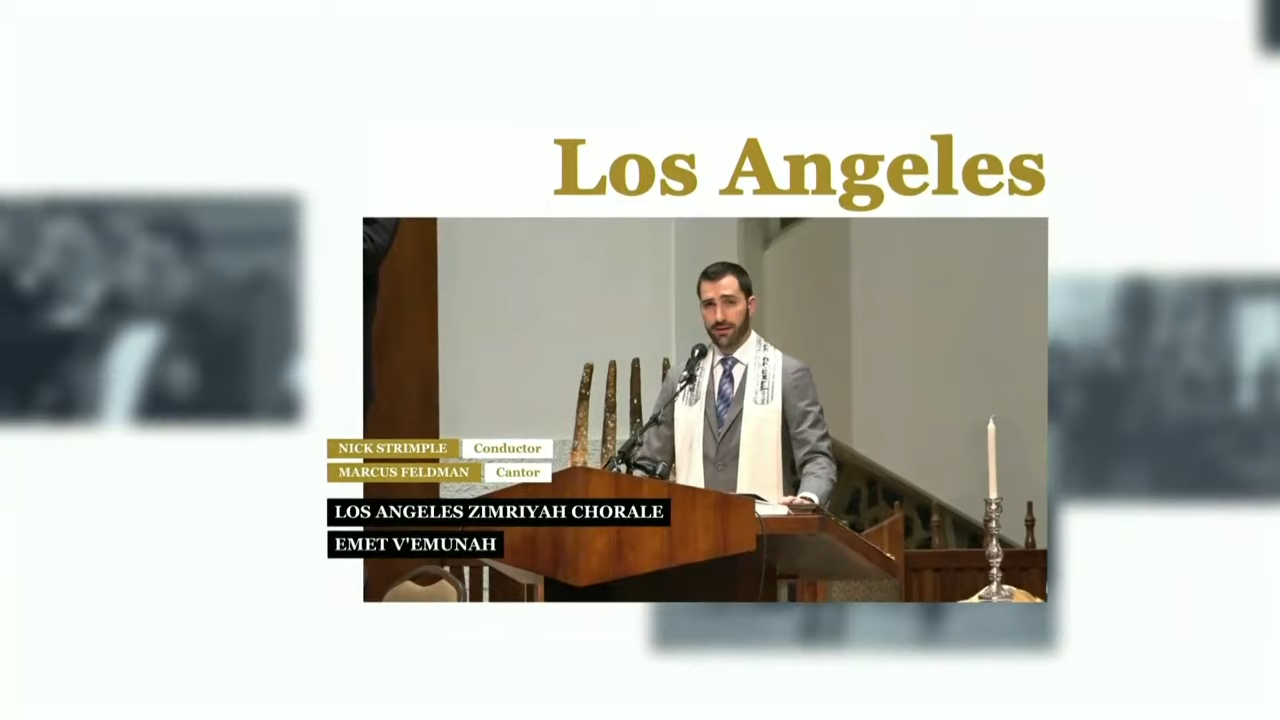 Los Angeles
NICK STRIMPLE Conductor
MARCUS FELDMAN Cantor
LOS ANGELES ZIMRIYAH CHORALE
EMET V'EMUNAH